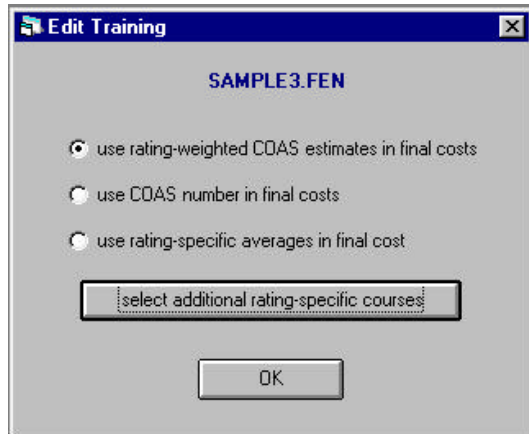 Edit Training
SAMPLE3.FEN
use rating-weighted COAS estimates in final costs
use COAS number in final costs
use rating-specific averages in final cost
select additional rating-specific courses
OK